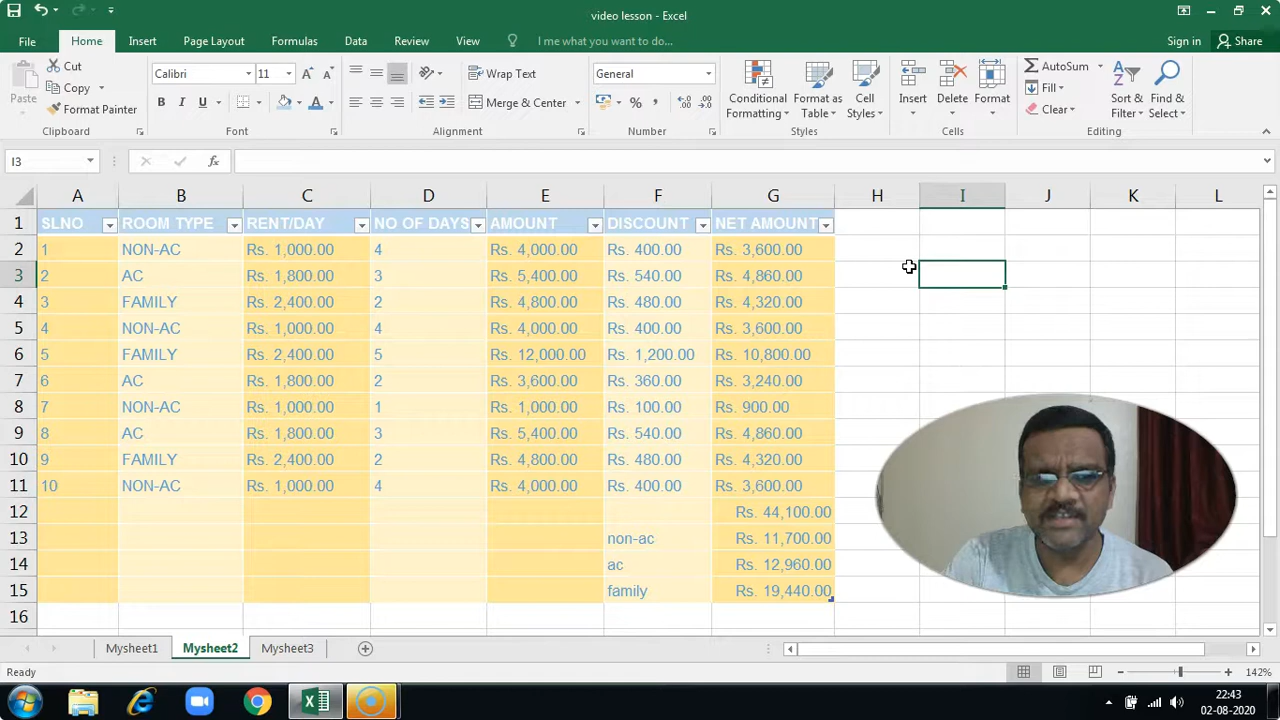 video lesson - Excel
File Home Insert Page Layout Formulas Data Review View Tell me what you want to do... Sign in Share
Paste Cut Copy Format Painter
Calibri 11
B I U
Wrap Text
Merge & Center
General
%
Conditional Formatting Format as Table Cell Styles
Insert Delete Format
AutoSum Fill Clear
Sort & Filter Find & Select
Clipboard Font Alignment Number Styles Cells Editing
I3 fx
A B C D E F G H I J K L
1 SLNO ROOM TYPE RENT/DAY NO OF DAYS AMOUNT DISCOUNT NET AMOUNT
2 1 NON-AC Rs. 1,000.00 4 Rs. 4,000.00 Rs. 400.00 Rs. 3,600.00
3 2 AC Rs. 1,800.00 3 Rs. 5,400.00 Rs. 540.00 Rs. 4,860.00
4 3 FAMILY Rs. 2,400.00 2 Rs. 4,800.00 Rs. 480.00 Rs. 4,320.00
5 4 NON-AC Rs. 1,000.00 4 Rs. 4,000.00 Rs. 400.00 Rs. 3,600.00
6 5 FAMILY Rs. 2,400.00 5 Rs. 12,000.00 Rs. 1,200.00 Rs. 10,800.00
7 6 AC Rs. 1,800.00 2 Rs. 3,600.00 Rs. 360.00 Rs. 3,240.00
8 7 NON-AC Rs. 1,000.00 1 Rs. 1,000.00 Rs. 100.00 Rs. 900.00
9 8 AC Rs. 1,800.00 3 Rs. 5,400.00 Rs. 540.00 Rs. 4,860.00
10 9 FAMILY Rs. 2,400.00 2 Rs. 4,800.00 Rs. 480.00 Rs. 4,320.00
11 10 NON-AC Rs. 1,000.00 4 Rs. 4,000.00 Rs. 400.00 Rs. 3,600.00
12 Rs. 44,100.00
13 non-ac Rs. 11,700.00
14 ac Rs. 12,960.00
15 family Rs. 19,440.00
16
Mysheet1 Mysheet2 Mysheet3
Ready 142%
22:43
02-08-2020